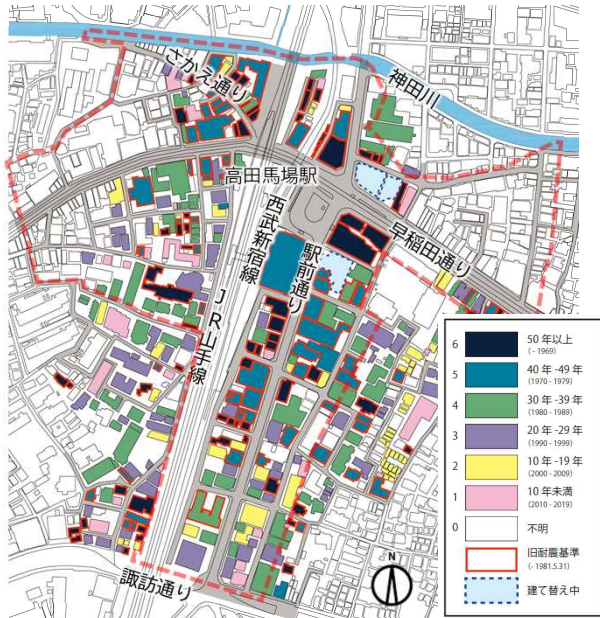 さかえ通り
神田川
高田馬場駅
早稲田通り
西武新宿線
駅前通り
JR山手線
諏訪通り
N
6 50年以上
(- 1969)
5 40年-49年
(1970 - 1979)
4 30年-39年
(1980 - 1989)
3 20年-29年
(1990 - 1999)
2 10年-19年
(2000 - 2009)
1 10年未満
(2010 - 2019)
0 不明
旧耐震基準
(- 1981.5.31)
建て替え中